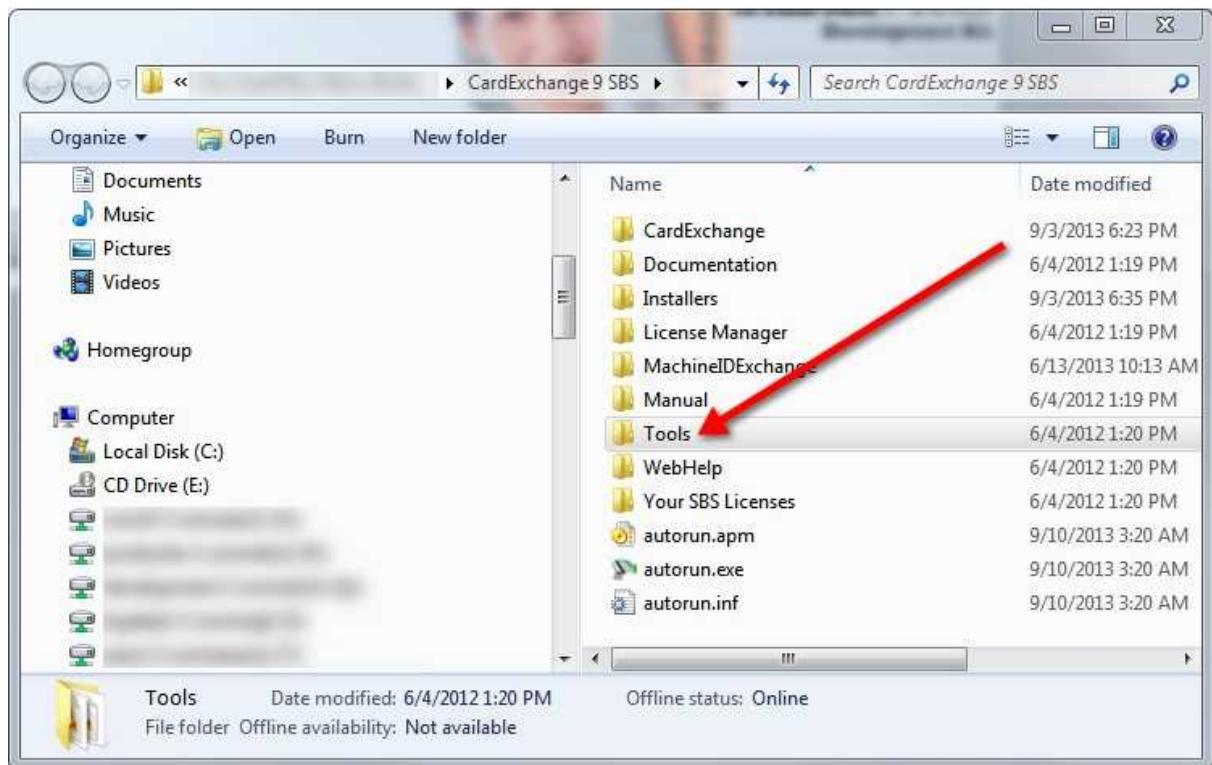 « CardExchange 9 SBS
Search CardExchange 9 SBS
Organize Open Burn New folder
Documents
Music
Pictures
Videos
Homegroup
Computer
Local Disk (C:)
CD Drive (E:)
Name Date modified
CardExchange 9/3/2013 6:23 PM
Documentation 6/4/2012 1:19 PM
Installers 9/3/2013 6:35 PM
License Manager 6/4/2012 1:19 PM
MachineIDExchange 6/13/2013 10:13 AM
Manual 6/4/2012 1:19 PM
Tools 6/4/2012 1:20 PM
WebHelp 6/4/2012 1:20 PM
Your SBS Licenses 6/4/2012 1:20 PM
autorun.apm 9/10/2013 3:20 AM
autorun.exe 9/10/2013 3:20 AM
autorun.inf 9/10/2013 3:20 AM
Tools Date modified: 6/4/2012 1:20 PM Offline status: Online
File folder Offline availability: Not available